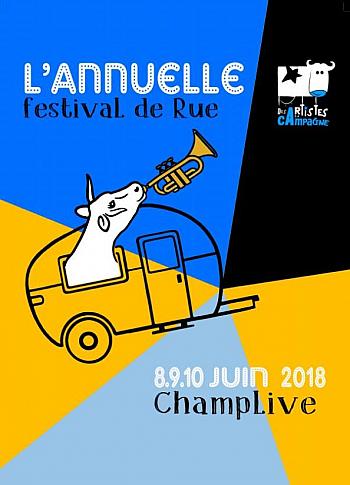 L'ANNUELLE
festival de Rue
DES ARTISTES
CAMPAGNE
8.9.10 JUIN 2018
ChampLive